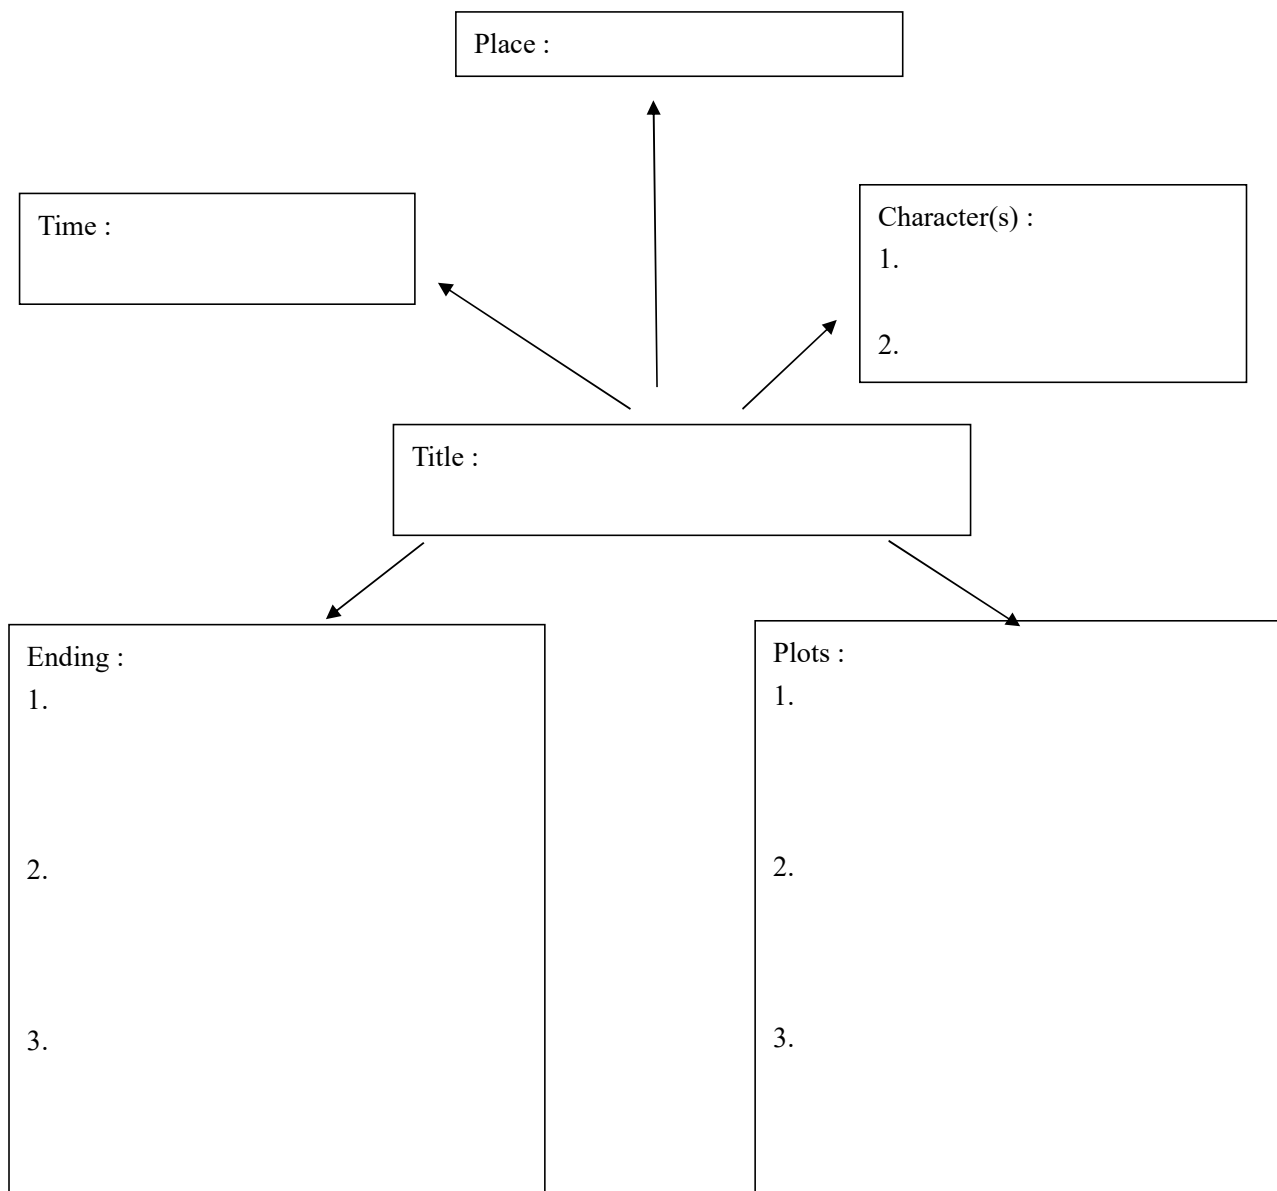 Place :
Time :
Character(s) :
1.
2.
Title :
Ending :
1.
2.
3.
Plots :
1.
2.
3.